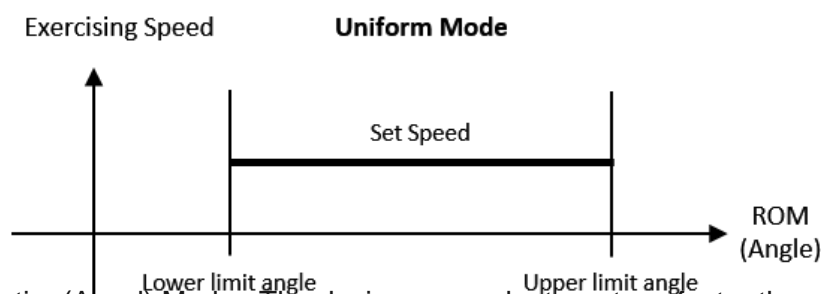 Exercising Speed
Uniform Mode
Set Speed
ROM
(Angle)
Lower limit angle
Upper limit angle